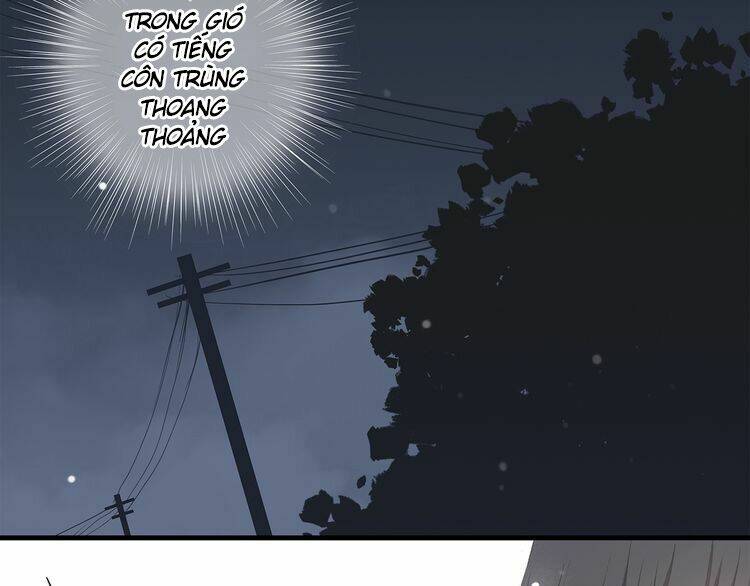 TRONG GIÓ
CÓ TIẾNG
CÔN TRÙNG
THOANG
THOẢNG